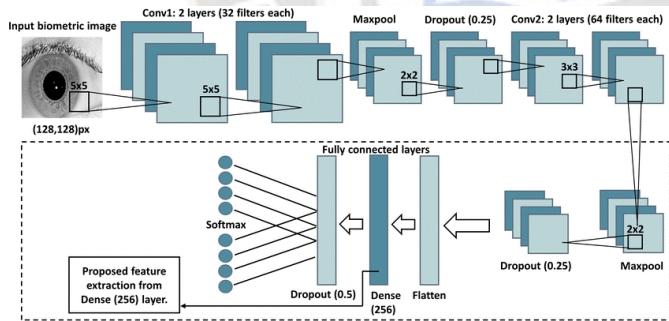 Conv1: 2 layers (32 filters each)
Input biometric image
Maxpool
Dropout (0.25)
Conv2: 2 layers (64 filters each)
5x5
5x5
2x2
3x3
(128,128)px
Fully connected layers
Softmax
2x2
Dropout (0.25)
Maxpool
Proposed feature
extraction from
Dense (256) layer.
Dropout (0.5)
Dense
(256)
Flatten